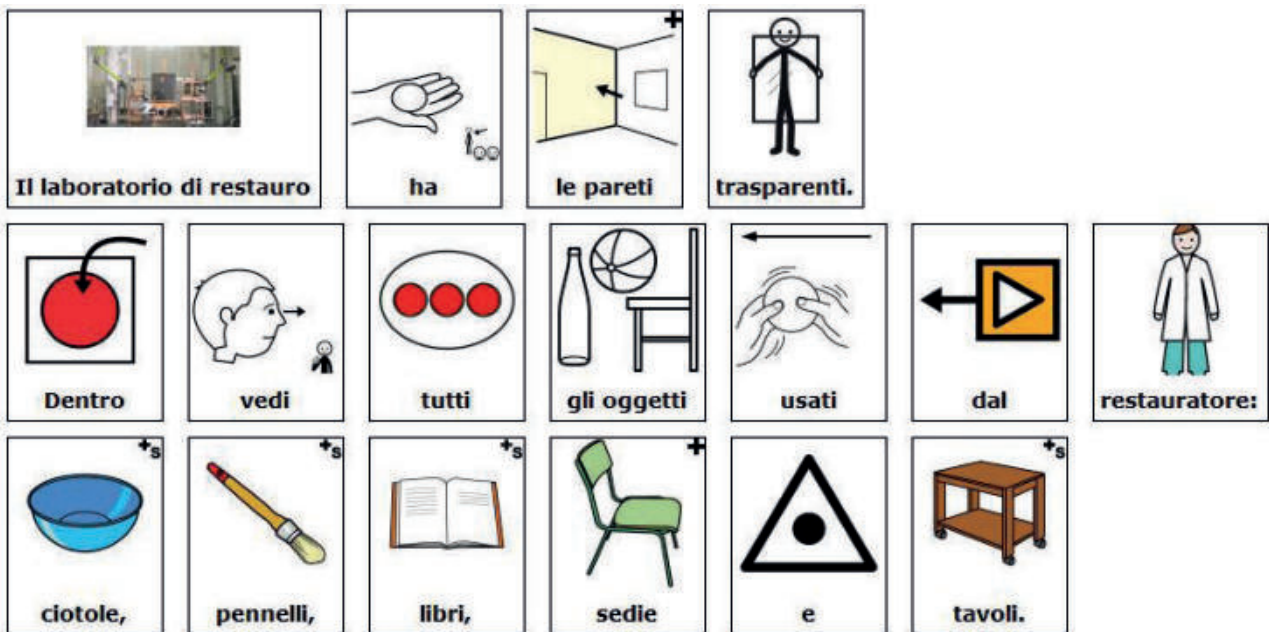 Il laboratorio di restauro ha le pareti trasparenti.
Dentro vedi tutti gli oggetti usati dal restauratore:
ciotole, pennelli, libri, sedie e tavoli.